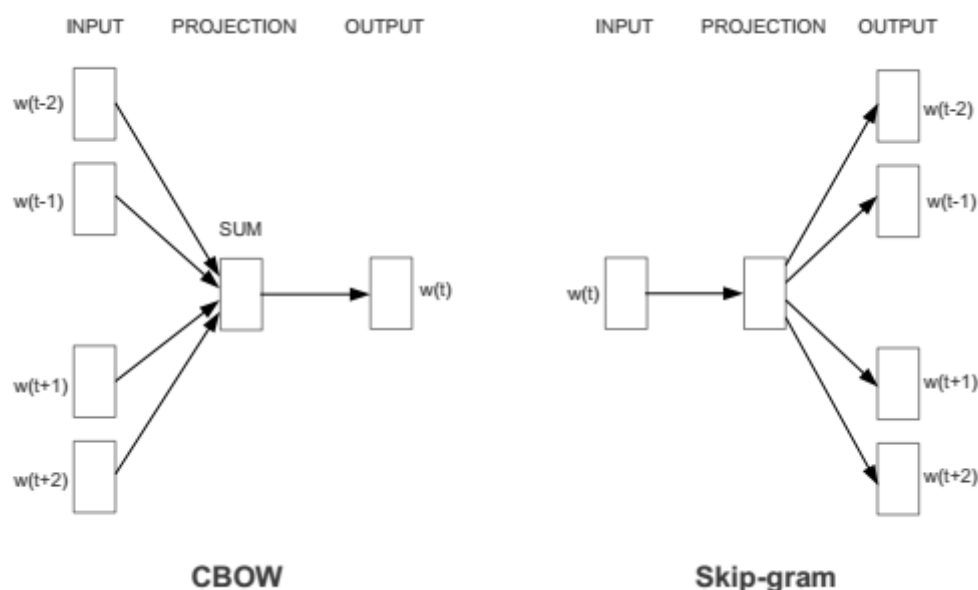 INPUT PROJECTION OUTPUT
w(t-2)
w(t-1)
SUM
w(t)
w(t+1)
w(t+2)
CBOW
INPUT PROJECTION OUTPUT
w(t-2)
w(t-1)
w(t)
w(t+1)
w(t+2)
Skip-gram